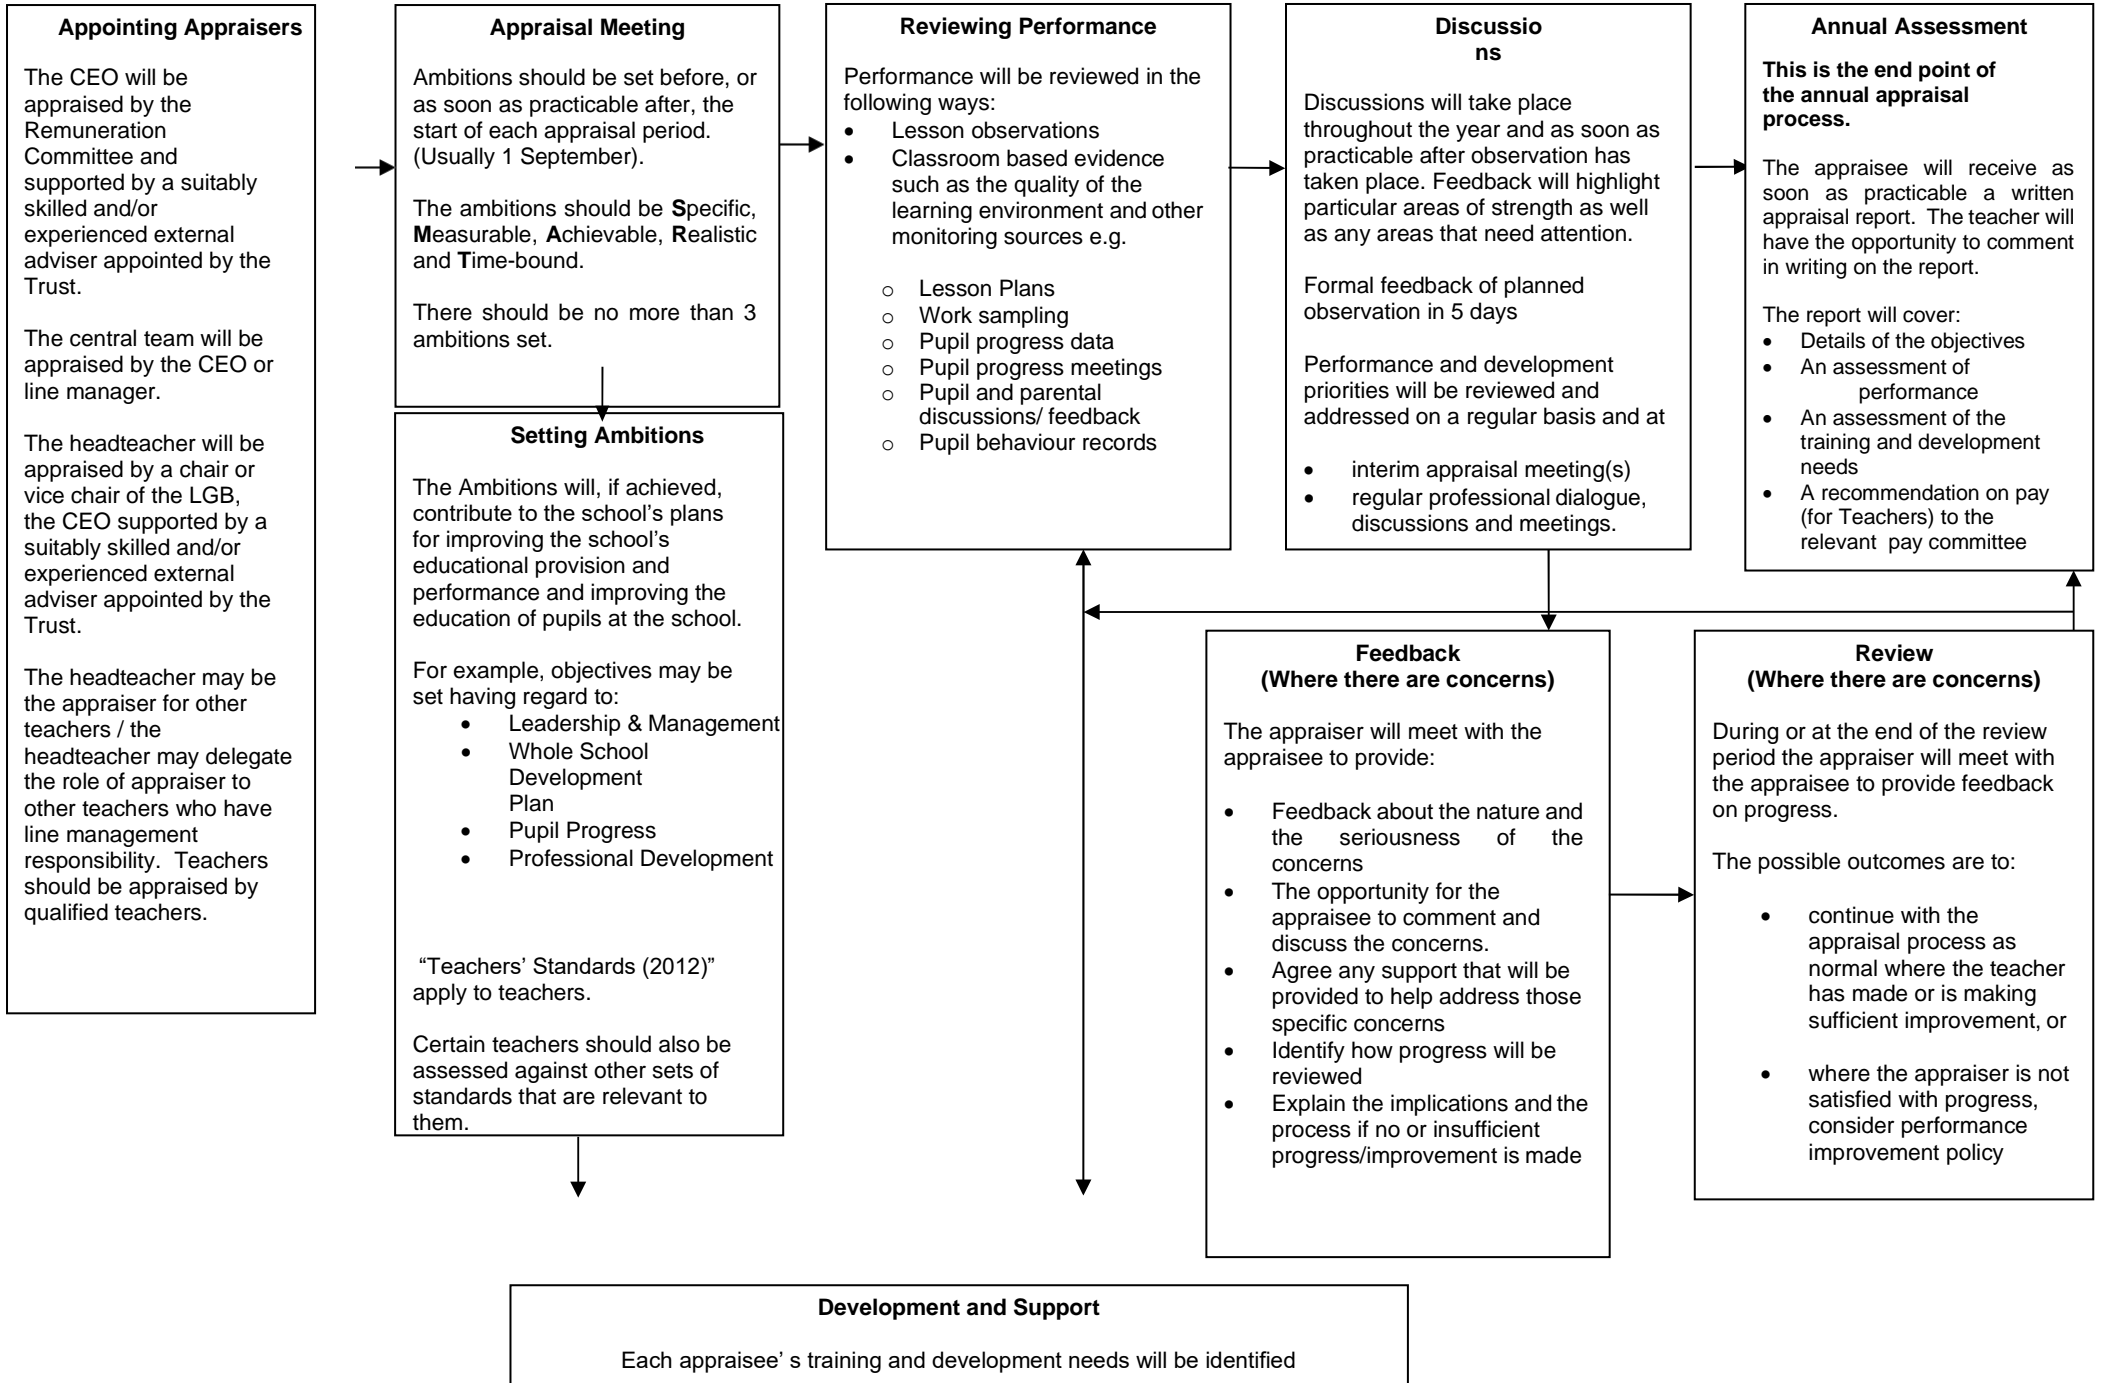 Appointing Appraisers
The CEO will be
appraised by the
Remuneration
Committee and
supported by a suitably
skilled and/or
experienced external
adviser appointed by the
Trust.
The central team will be
appraised by the CEO or
line manager.
The headteacher will be
appraised by a chair or
vice chair of the LGB,
the CEO supported by a
suitably skilled and/or
experienced external
adviser appointed by the
Trust.
The headteacher may be
the appraiser for other
teachers / the
headteacher may delegate
the role of appraiser to
other teachers who have
line management
responsibility. Teachers
should be appraised by
qualified teachers.
Appraisal Meeting
Ambitions should be set before, or
as soon as practicable after, the
start of each appraisal period.
(Usually 1 September).
The ambitions should be Specific,
Measurable, Achievable, Realistic
and Time-bound.
There should be no more than 3
ambitions set.
Setting Ambitions
The Ambitions will, if achieved,
contribute to the school’s plans
for improving the school’s
educational provision and
performance and improving the
education of pupils at the school.
For example, objectives may be
set having regard to:
• Leadership & Management
• Whole School
Development
Plan
• Pupil Progress
• Professional Development
“Teachers’ Standards (2012)”
apply to teachers.
Certain teachers should also be
assessed against other sets of
standards that are relevant to
them.
Reviewing Performance
Performance will be reviewed in the
following ways:
• Lesson observations
• Classroom based evidence
such as the quality of the
learning environment and other
monitoring sources e.g.
o Lesson Plans
o Work sampling
o Pupil progress data
o Pupil progress meetings
o Pupil and parental
discussions/ feedback
o Pupil behaviour records
Discussio
ns
Discussions will take place
throughout the year and as soon as
practicable after observation has
taken place. Feedback will highlight
particular areas of strength as well
as any areas that need attention.
Formal feedback of planned
observation in 5 days
Performance and development
priorities will be reviewed and
addressed on a regular basis and at
• interim appraisal meeting(s)
• regular professional dialogue,
discussions and meetings.
Annual Assessment
This is the end point of
the annual appraisal
process.
The appraisee will receive as
soon as practicable a written
appraisal report. The teacher will
have the opportunity to comment
in writing on the report.
The report will cover:
• Details of the objectives
• An assessment of
performance
• An assessment of the
training and development
needs
• A recommendation on pay
(for Teachers) to the
relevant pay committee
Feedback
(Where there are concerns)
The appraiser will meet with the
appraisee to provide:
• Feedback about the nature and
the seriousness of the
concerns
• The opportunity for the
appraisee to comment and
discuss the concerns.
• Agree any support that will be
provided to help address those
specific concerns
• Identify how progress will be
reviewed
• Explain the implications and the
process if no or insufficient
progress/improvement is made
Review
(Where there are concerns)
During or at the end of the review
period the appraiser will meet with
the appraisee to provide feedback
on progress.
The possible outcomes are to:
• continue with the
appraisal process as
normal where the teacher
has made or is making
sufficient improvement, or
• where the appraiser is not
satisfied with progress,
consider performance
improvement policy
Development and Support
Each appraisee’ s training and development needs will be identified